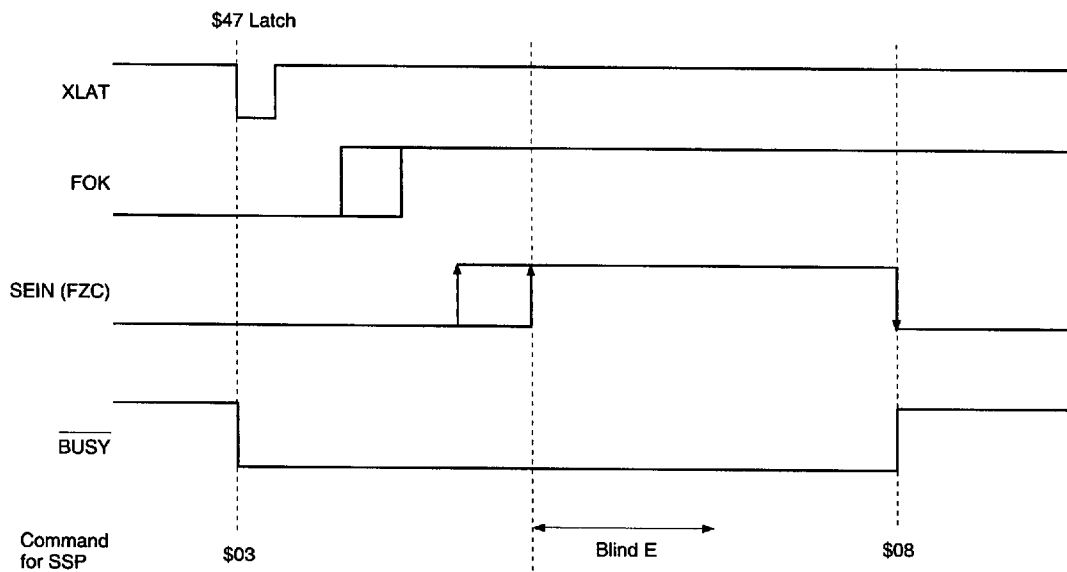 $47 Latch
XLAT
FOK
SEIN (FZC)
BUSY
Command
for SSP
$03
Blind E
$08